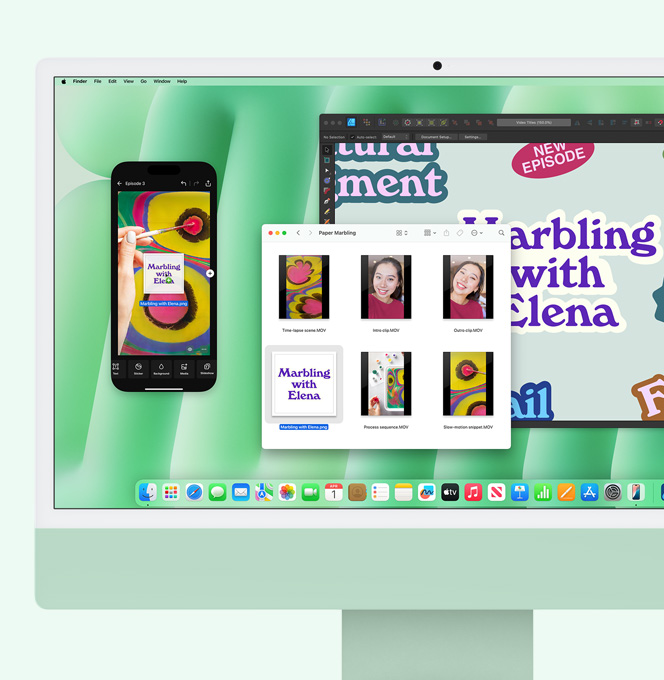 Finder File Edit View Go Window Help
Video Titles (100.0%)
No Selection Auto-select: Default Document Setup... Settings...
tural
gment
NEW
EPISODE
Marbling
with
Elena
ail
F
Episode 3
Marbling
with
Elena
Marbling with Elena.png
Text Sticker Background Media Slideshow
Paper Marbling
Time-lapse scene.MOV Intro clip.MOV Outro clip.MOV
Marbling
with
Elena
Marbling with Elena.png Process sequence.MOV Slow-motion snippet.MOV
APR
1
tv